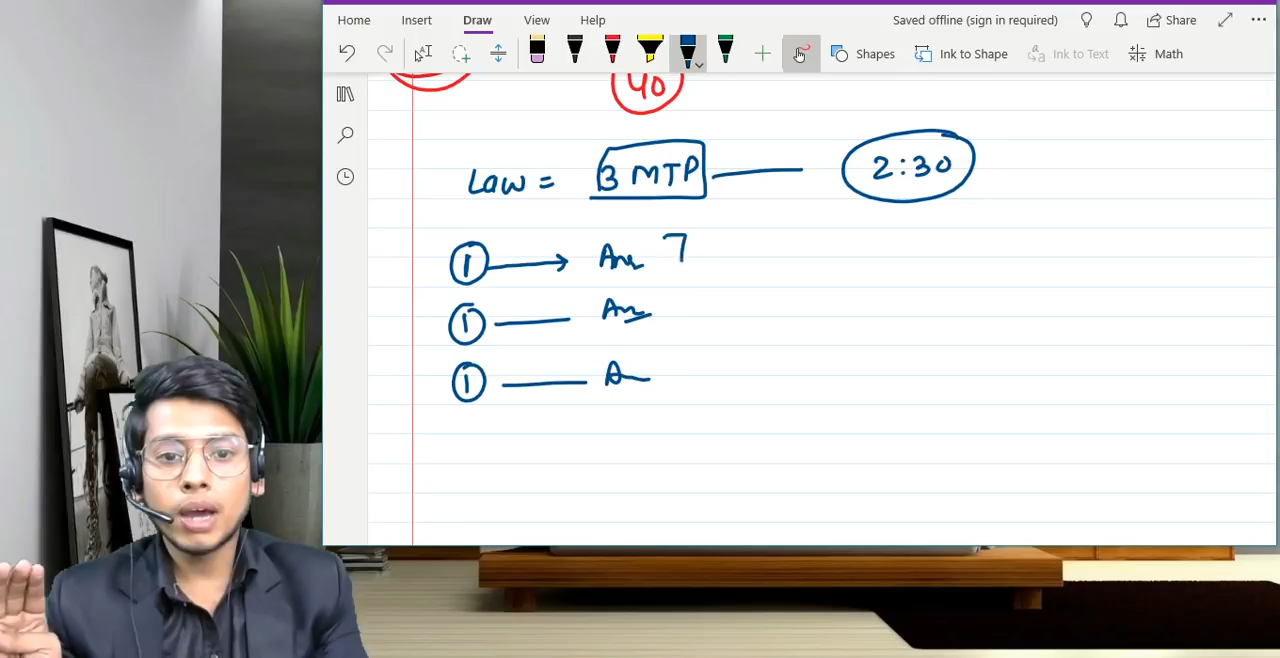 Home Insert Draw View Help Saved offline (sign in required) Share
Ink to Shape Shapes Ink to Text Math
40
Law = 3 MTP 2:30
1 → Ans 7
1 — Ans
1 — A